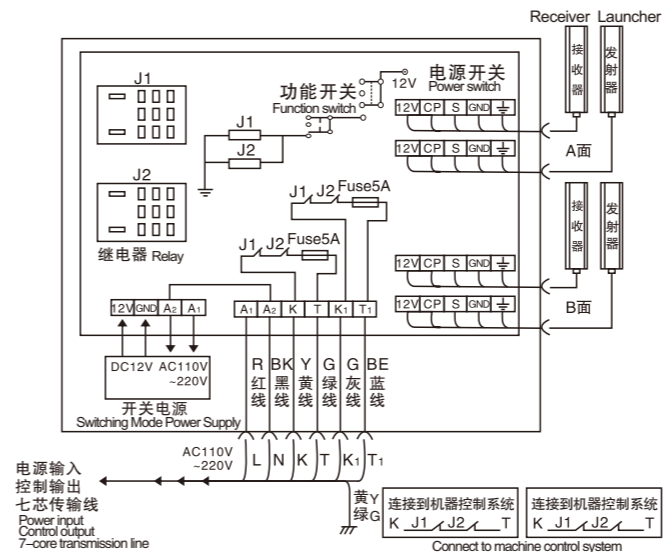 Receiver Launcher
接收器
发射器
J1
功能开关
Function switch
12V
电源开关
Power switch
12V CP S GND
J1
J2
12V CP S GND
A面
J2
继电器 Relay
J1 J2 Fuse5A
J1 J2 Fuse5A
接收器
发射器
12V CP S GND
12V CP S GND
B面
12V GND A2 A1
A1 A2 K T K1 T1
DC12V AC110V
~220V
开关电源
Switching Mode Power Supply
R BK Y G G BE
红线 黑线 黄线 绿线 灰线 蓝线
AC110V
~220V
L N K T K1 T1
电源输入
控制输出
七芯传输线
Power input
Control output
7-core transmission line
黄Y
绿G
连接到机器控制系统
K J1 J2 T
连接到机器控制系统
K J1 J2 T
Connect to machine control system